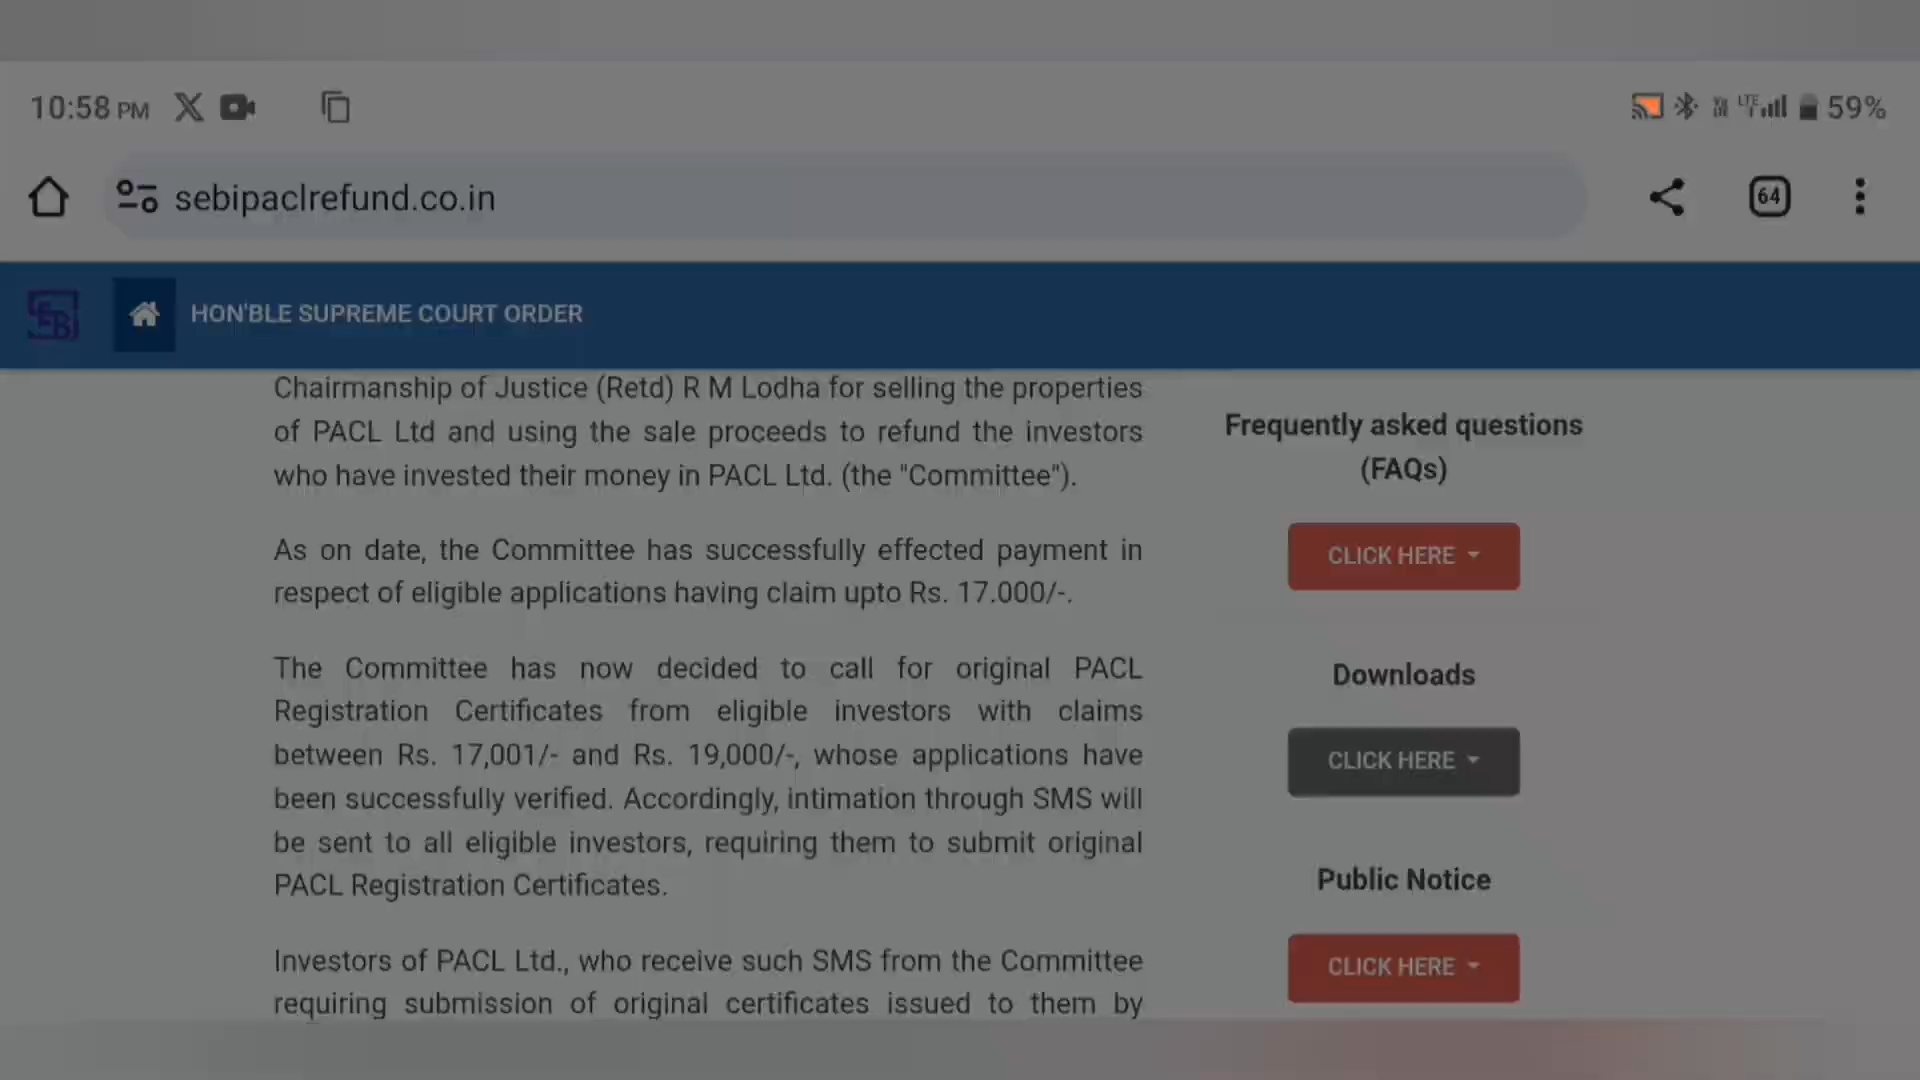 10:58 PM
LTE
59%
sebipaclrefund.co.in
64
SEBI
HON'BLE SUPREME COURT ORDER
Chairmanship of Justice (Retd) R M Lodha for selling the properties
of PACL Ltd and using the sale proceeds to refund the investors
who have invested their money in PACL Ltd. (the "Committee").
As on date, the Committee has successfully effected payment in
respect of eligible applications having claim upto Rs. 17.000/-.
The Committee has now decided to call for original PACL
Registration Certificates from eligible investors with claims
between Rs. 17,001/- and Rs. 19,000/-, whose applications have
been successfully verified. Accordingly, intimation through SMS will
be sent to all eligible investors, requiring them to submit original
PACL Registration Certificates.
Investors of PACL Ltd., who receive such SMS from the Committee
requiring submission of original certificates issued to them by
Frequently asked questions
(FAQs)
CLICK HERE
Downloads
CLICK HERE
Public Notice
CLICK HERE